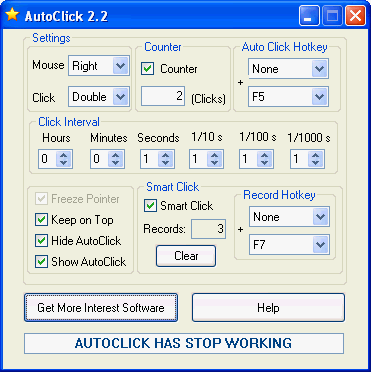 AutoClick 2.2
Settings
Mouse Right
Click Double
Counter
Counter
2 (Clicks)
Auto Click Hotkey
None
+
F5
Click Interval
Hours Minutes Seconds 1/10 s 1/100 s 1/1000 s
0 0 1 1 1 1
Freeze Pointer
Keep on Top
Hide AutoClick
Show AutoClick
Smart Click
Smart Click
Records: 3
Clear
Record Hotkey
None
+
F7
Get More Interest Software Help
AUTOCLICK HAS STOP WORKING